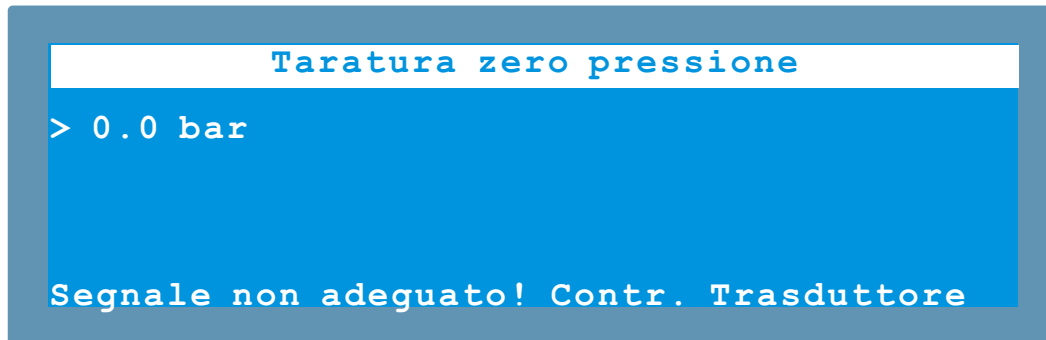 Taratura zero pressione
> 0.0 bar
Segnale non adeguato! Contr. Trasduttore